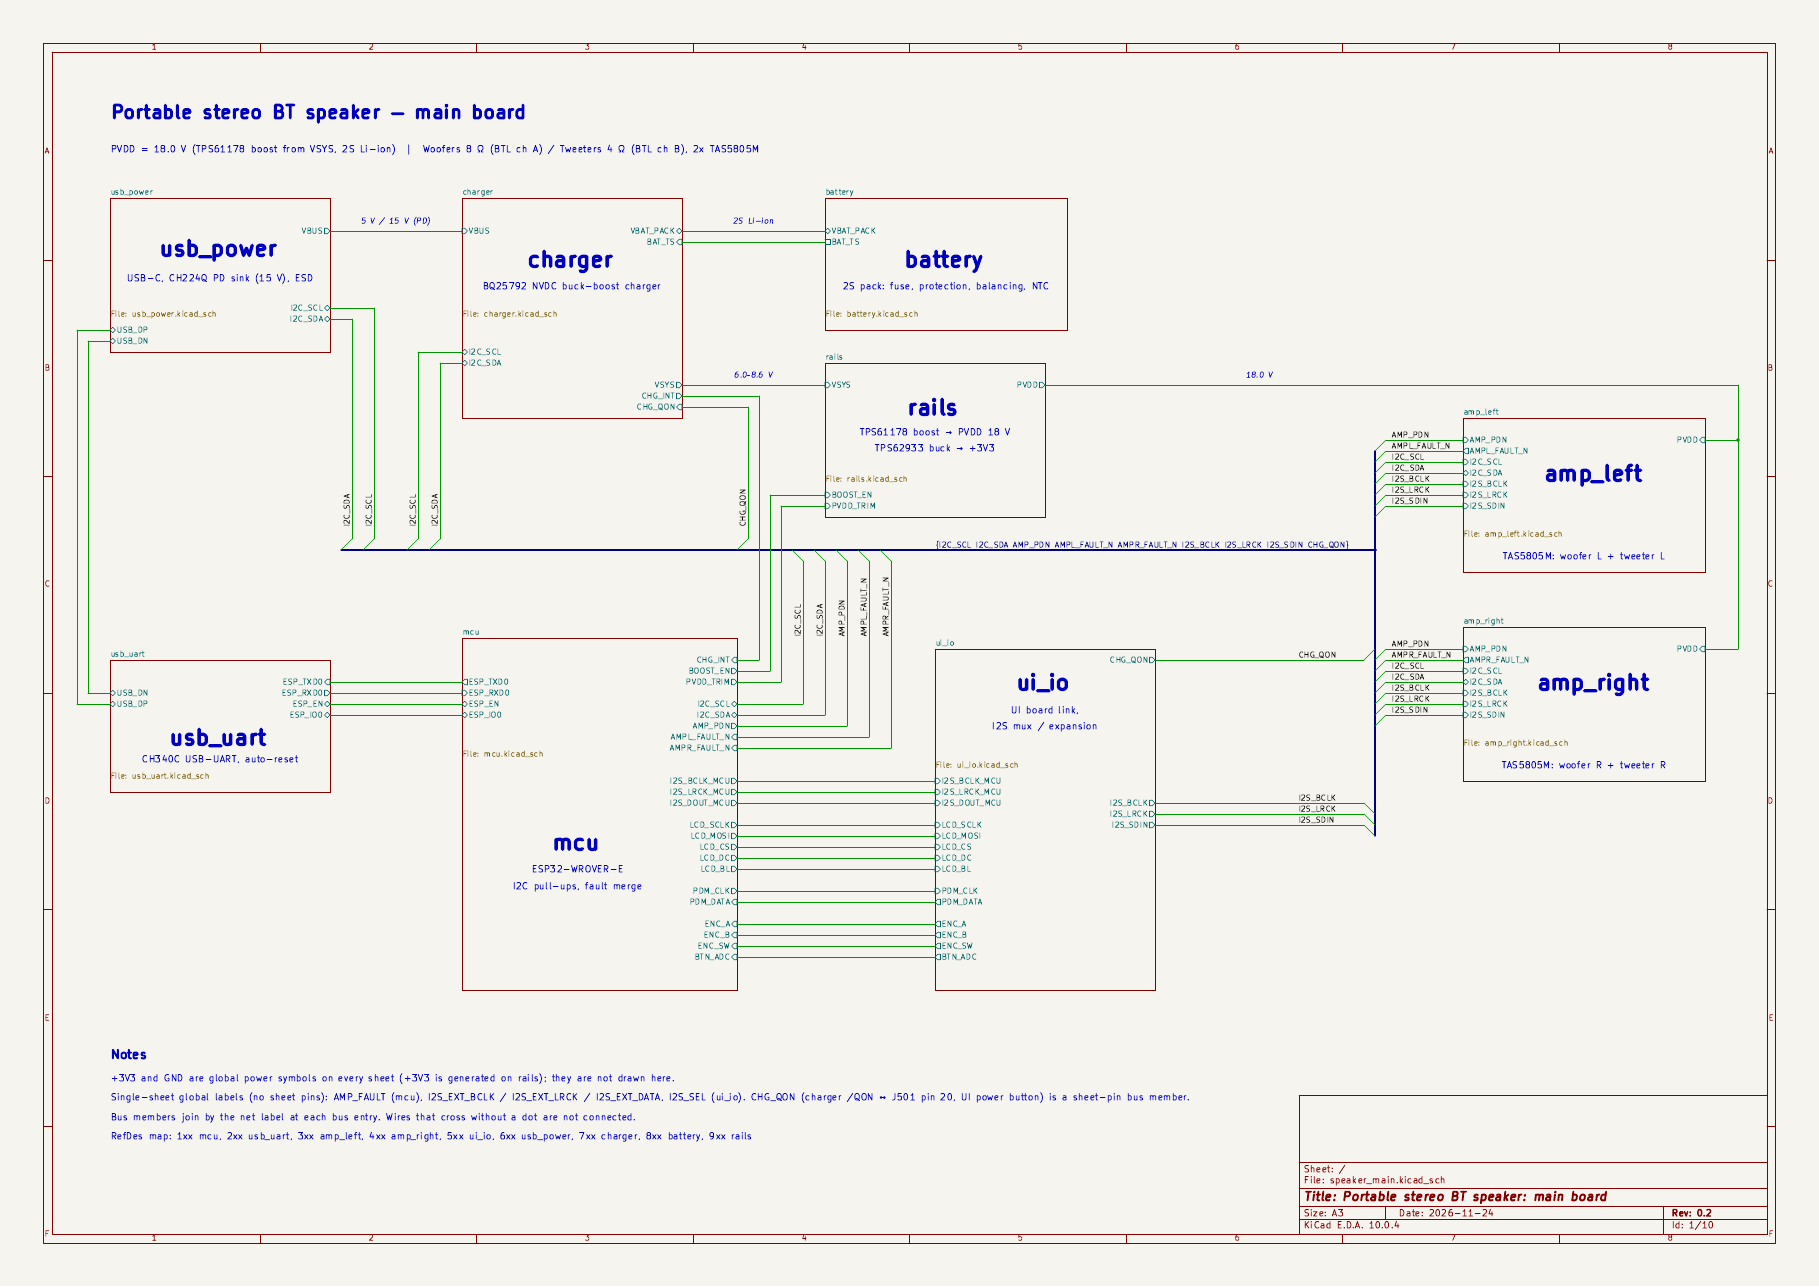 1 2 3 4 5 6 7 8
Portable stereo BT speaker – main board
A A
PVDD = 18.0 V (TPS61178 boost from VSYS, 2S Li-ion) | Woofers 8 Ω (BTL ch A) / Tweeters 4 Ω (BTL ch B), 2x TAS5805M
usb_power
VBUS
usb_power
USB-C, CH224Q PD sink (15 V), ESD
I2C_SCL
File: usb_power.kicad_sch
I2C_SDA
USB_DP
USB_DN
5 V / 15 V (PD)
charger
VBUS
VBAT_PACK
BAT_TS
charger
BQ25792 NVDC buck-boost charger
File: charger.kicad_sch
I2C_SCL
I2C_SDA
VSYS
CHG_INT
CHG_QON
2S Li-ion
battery
VBAT_PACK
BAT_TS
battery
2S pack: fuse, protection, balancing, NTC
File: battery.kicad_sch
B B
6.0-8.6 V
rails
VSYS
PVDD
rails
TPS61178 boost → PVDD 18 V
TPS62933 buck → +3V3
File: rails.kicad_sch
BOOST_EN
PVDD_TRIM
18.0 V
I2C_SDA
I2C_SCL
I2C_SCL
I2C_SDA
CHG_QON
{I2C_SCL I2C_SDA AMP_PDN AMPL_FAULT_N AMPR_FAULT_N I2S_BCLK I2S_LRCK I2S_SDIN CHG_QON}
AMP_PDN
AMPL_FAULT_N
I2C_SCL
I2C_SDA
I2S_BCLK
I2S_LRCK
I2S_SDIN
amp_left
AMP_PDN
AMPL_FAULT_N
I2C_SCL
I2C_SDA
I2S_BCLK
I2S_LRCK
I2S_SDIN
PVDD
amp_left
File: amp_left.kicad_sch
TAS5805M: woofer L + tweeter L
C C
I2C_SCL
I2C_SDA
AMP_PDN
AMPL_FAULT_N
AMPR_FAULT_N
usb_uart
ESP_TXD0
USB_DN
ESP_RXD0
USB_DP
ESP_EN
ESP_IO0
usb_uart
CH340C USB-UART, auto-reset
File: usb_uart.kicad_sch
mcu
CHG_INT
BOOST_EN
PVDD_TRIM
ESP_TXD0
ESP_RXD0
ESP_EN
ESP_IO0
I2C_SCL
I2C_SDA
AMP_PDN
AMPL_FAULT_N
AMPR_FAULT_N
File: mcu.kicad_sch
I2S_BCLK_MCU
I2S_LRCK_MCU
I2S_DOUT_MCU
LCD_SCLK
LCD_MOSI
LCD_CS
LCD_DC
LCD_BL
mcu
ESP32-WROVER-E
I2C pull-ups, fault merge
PDM_CLK
PDM_DATA
ENC_A
ENC_B
ENC_SW
BTN_ADC
ui_io
CHG_QON
ui_io
UI board link,
I2S mux / expansion
File: ui_io.kicad_sch
I2S_BCLK_MCU
I2S_LRCK_MCU
I2S_DOUT_MCU
LCD_SCLK
LCD_MOSI
LCD_CS
LCD_DC
LCD_BL
PDM_CLK
PDM_DATA
ENC_A
ENC_B
ENC_SW
BTN_ADC
I2S_BCLK
I2S_LRCK
I2S_SDIN
CHG_QON
I2S_BCLK
I2S_LRCK
I2S_SDIN
AMP_PDN
AMPR_FAULT_N
I2C_SCL
I2C_SDA
I2S_BCLK
I2S_LRCK
I2S_SDIN
amp_right
AMP_PDN
AMPR_FAULT_N
I2C_SCL
I2C_SDA
I2S_BCLK
I2S_LRCK
I2S_SDIN
PVDD
amp_right
File: amp_right.kicad_sch
TAS5805M: woofer R + tweeter R
D D
E E
Notes
+3V3 and GND are global power symbols on every sheet (+3V3 is generated on rails); they are not drawn here.
Single-sheet global labels (no sheet pins): AMP_FAULT (mcu), I2S_EXT_BCLK / I2S_EXT_LRCK / I2S_EXT_DATA, I2S_SEL (ui_io). CHG_QON (charger /QON ↔ J501 pin 20, UI power button) is a sheet-pin bus member.
Bus members join by the net label at each bus entry. Wires that cross without a dot are not connected.
RefDes map: 1xx mcu, 2xx usb_uart, 3xx amp_left, 4xx amp_right, 5xx ui_io, 6xx usb_power, 7xx charger, 8xx battery, 9xx rails
Sheet: /
File: speaker_main.kicad_sch
Title: Portable stereo BT speaker: main board
Size: A3 Date: 2026-11-24 Rev: 0.2
KiCad E.D.A. 10.0.4 Id: 1/10
F F
1 2 3 4 5 6 7 8